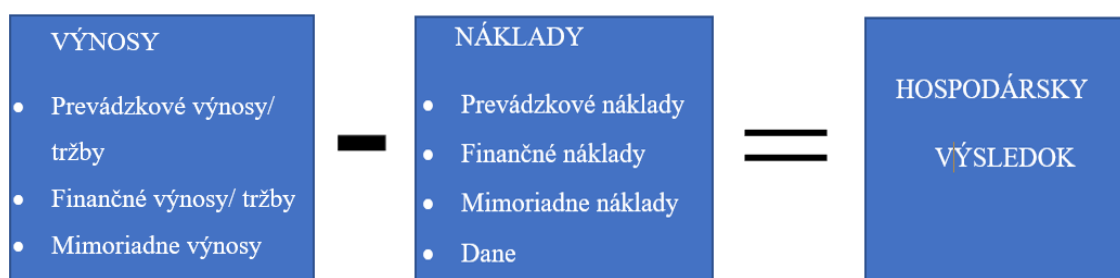 VÝNOSY
• Prevádzkové výnosy/
tržby
• Finančné výnosy/ tržby
• Mimoriadne výnosy
-
NÁKLADY
• Prevádzkové náklady
• Finančné náklady
• Mimoriadne náklady
• Dane
=
HOSPODÁRSKY
VÝSLEDOK